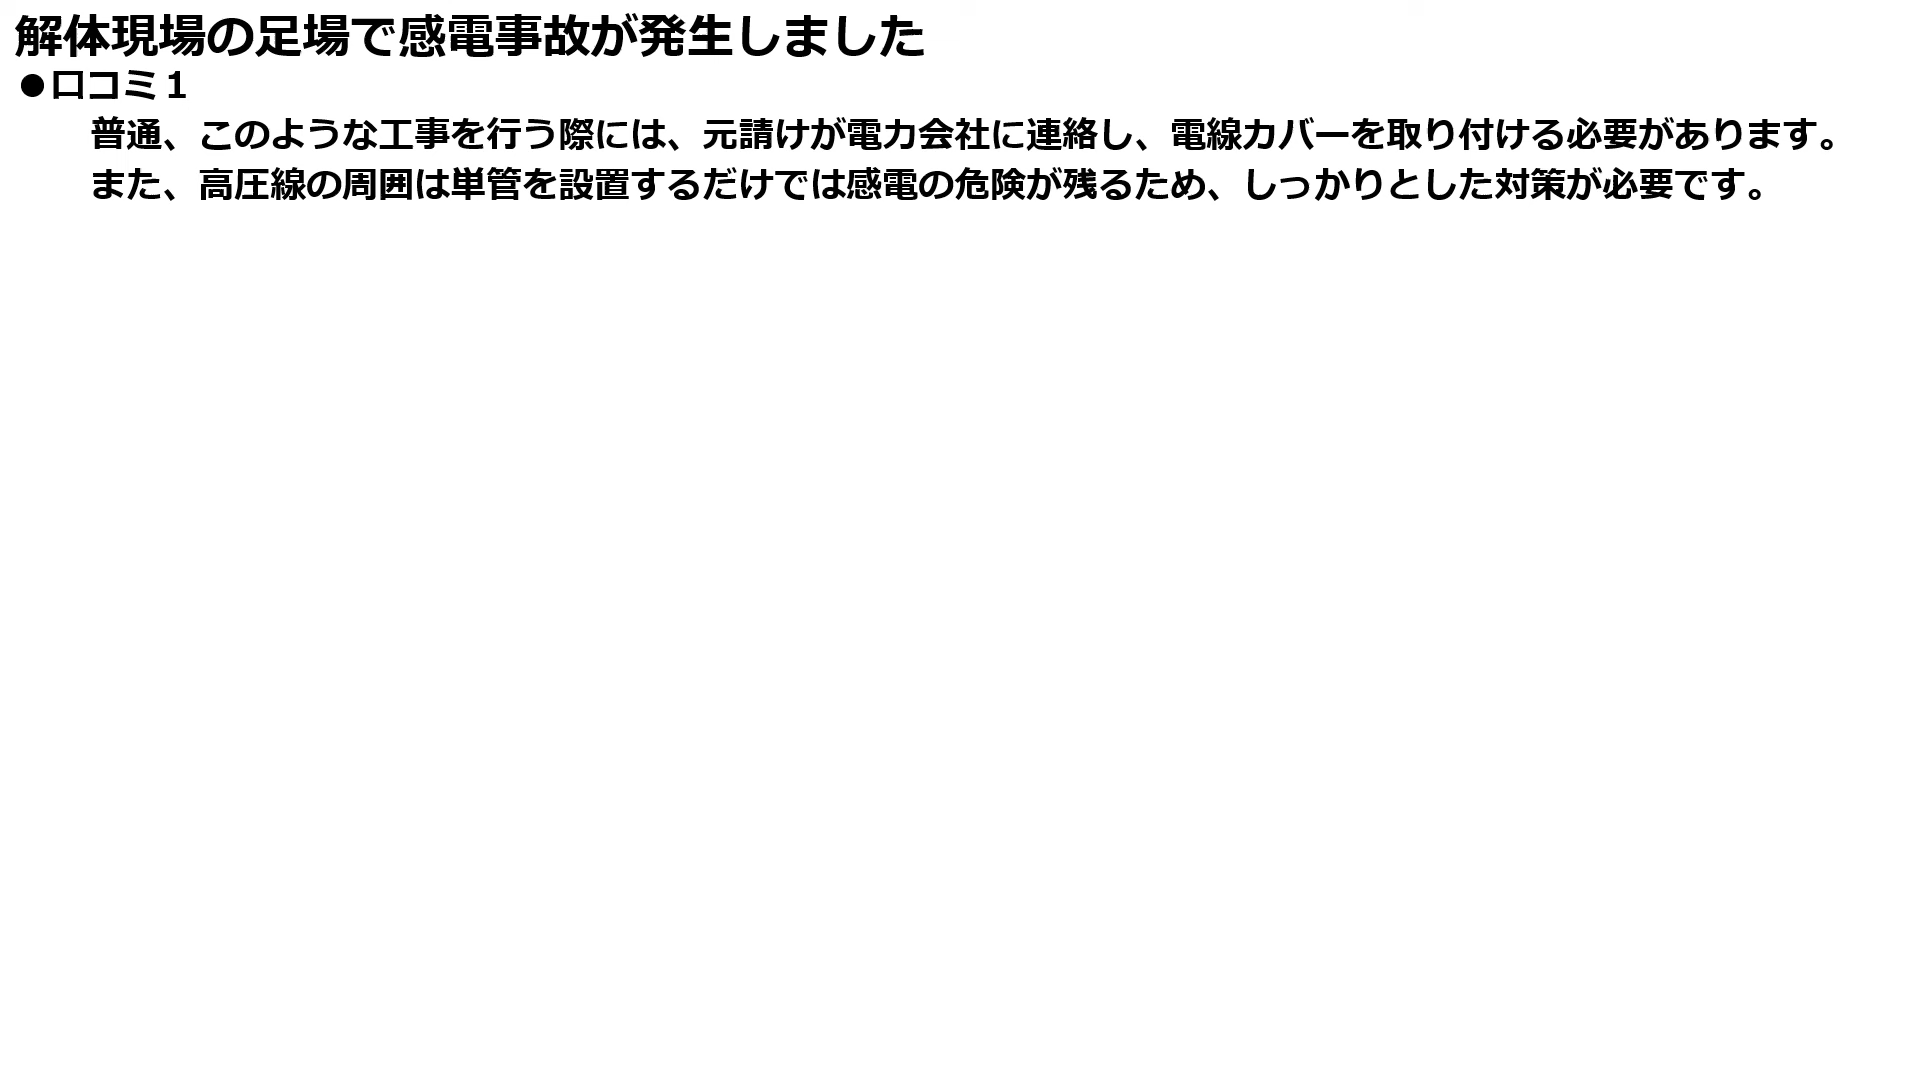 解体現場の足場で感電事故が発生しました
●口コミ１
普通、このような工事を行う際には、元請けが電力会社に連絡し、電線カバーを取り付ける必要があります。
また、高圧線の周囲は単管を設置するだけでは感電の危険が残るため、しっかりとした対策が必要です。